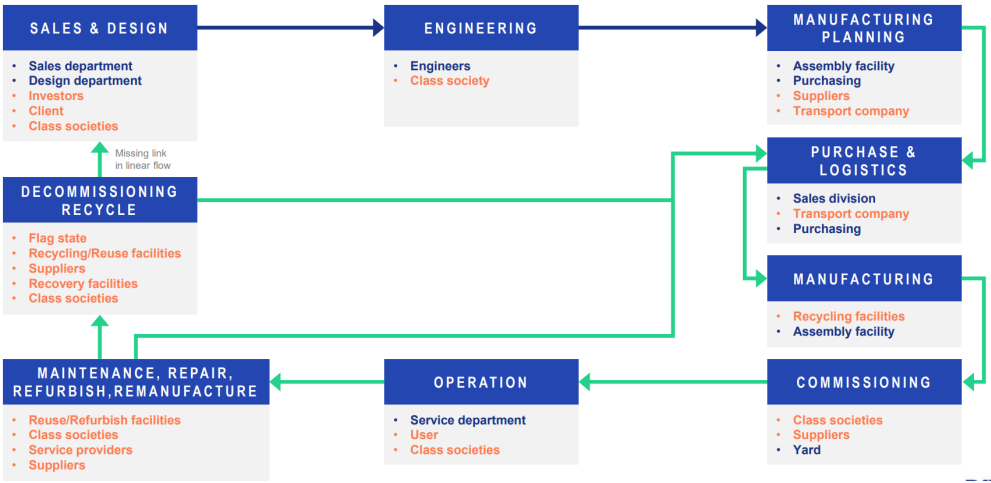 SALES & DESIGN
• Sales department
• Design department
• Investors
• Client
• Class societies
ENGINEERING
• Engineers
• Class society
MANUFACTURING
PLANNING
• Assembly facility
• Purchasing
• Suppliers
• Transport company
Missing link
in linear flow
PURCHASE &
LOGISTICS
• Sales division
• Transport company
• Purchasing
DECOMMISSIONING
RECYCLE
• Flag state
• Recycling/Reuse facilities
• Suppliers
• Recovery facilities
• Class societies
MANUFACTURING
• Recycling facilities
• Assembly facility
MAINTENANCE, REPAIR,
REFURBISH,REMANUFACTURE
• Reuse/Refurbish facilities
• Class societies
• Service providers
• Suppliers
OPERATION
• Service department
• User
• Class societies
COMMISSIONING
• Class societies
• Suppliers
• Yard